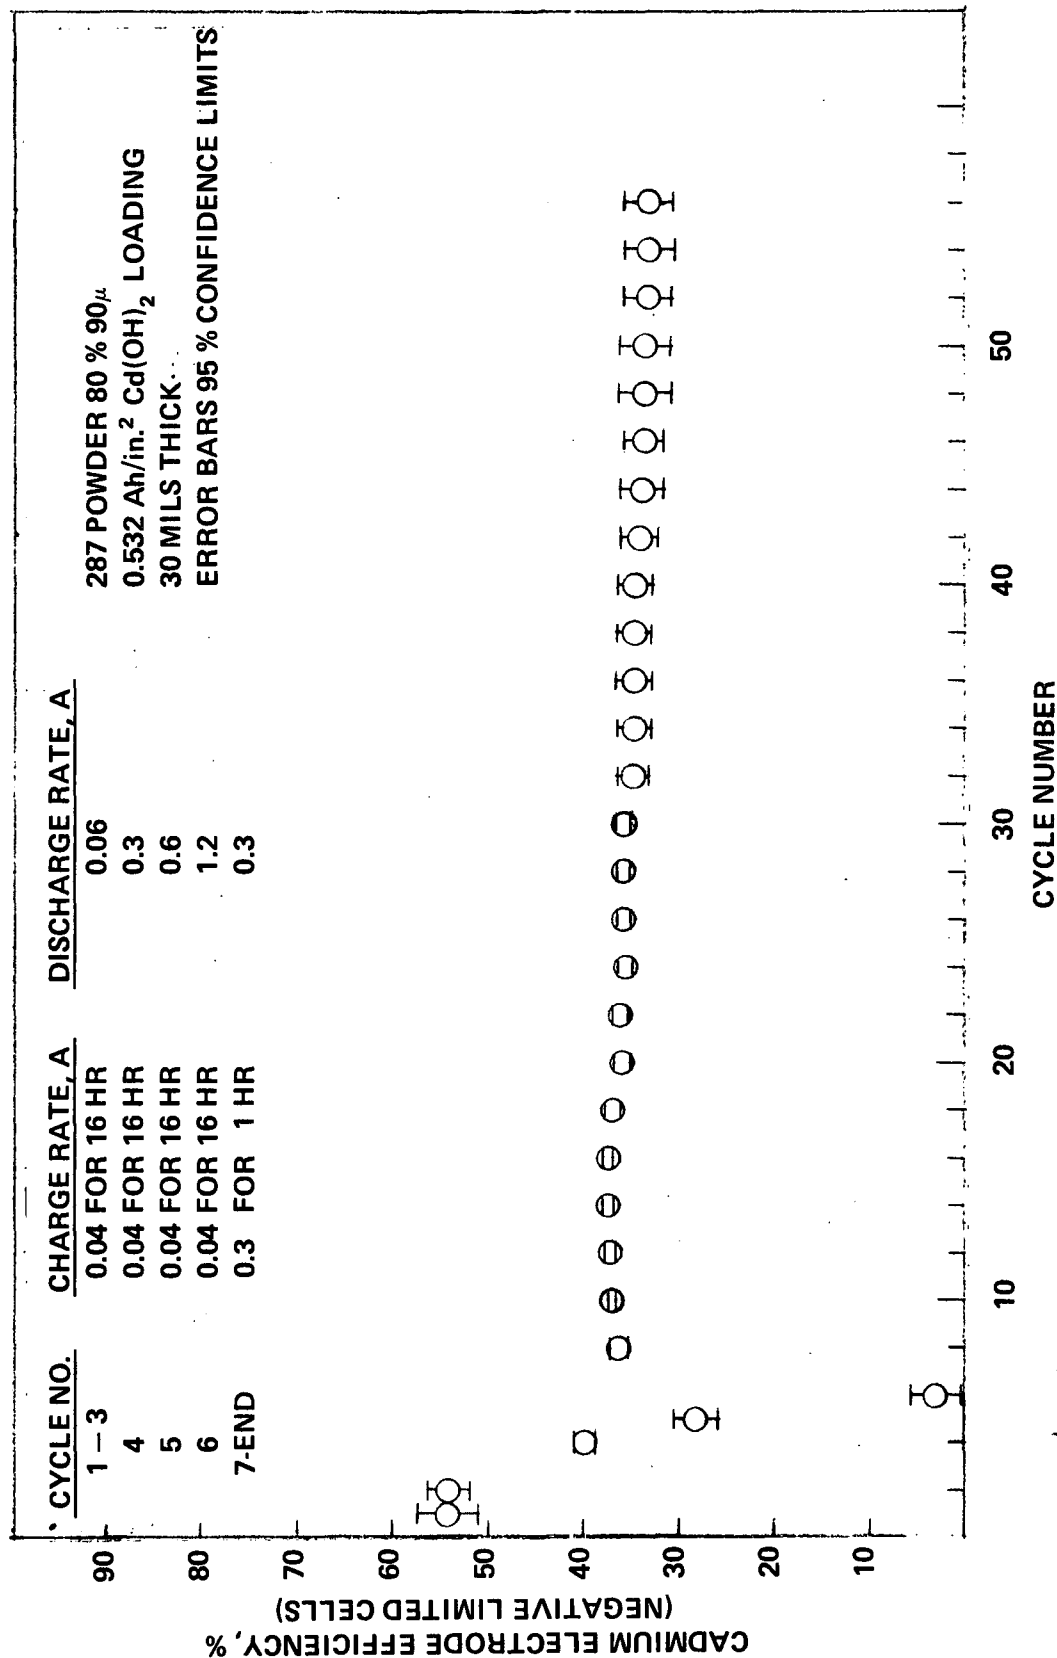 CYCLE NO. CHARGE RATE, A DISCHARGE RATE, A
1 – 3 0.04 FOR 16 HR 0.06
4 0.04 FOR 16 HR 0.3
5 0.04 FOR 16 HR 0.6
6 0.04 FOR 16 HR 1.2
7-END 0.3 FOR 1 HR 0.3
287 POWDER 80 % 90μ
0.532 Ah/in.² Cd(OH)₂ LOADING
30 MILS THICK
ERROR BARS 95 % CONFIDENCE LIMITS
CADMIUM ELECTRODE EFFICIENCY, %
(NEGATIVE LIMITED CELLS)
90
80
70
60
50
40
30
20
10
10 20 30 40 50
CYCLE NUMBER